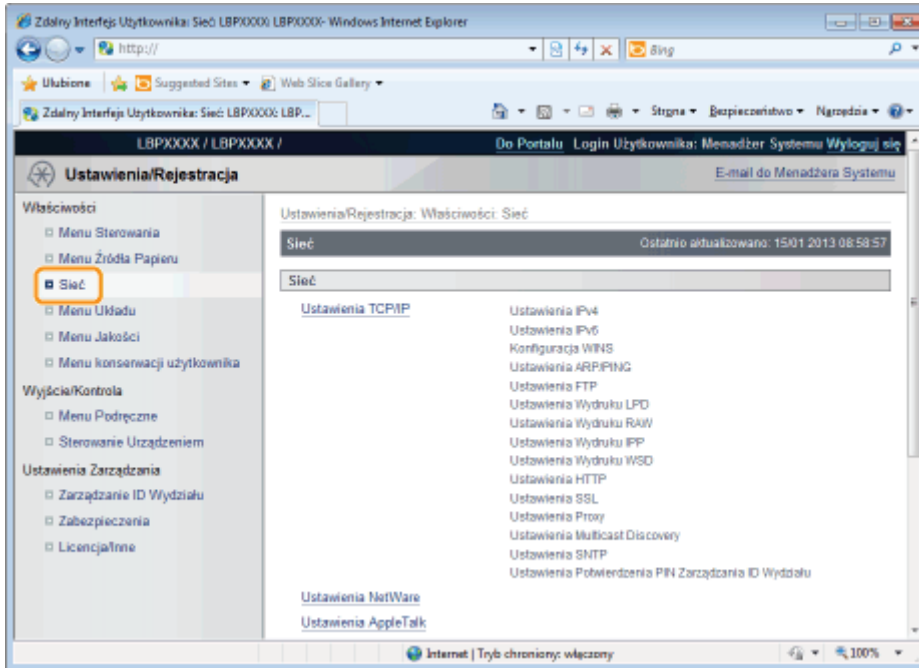 Zdalny Interfejs Użytkownika: Sieć LBPXXXX: LBPXXXX- Windows Internet Explorer
http://
Bing
Ulubione Suggested Sites Web Slice Gallery
Zdalny Interfejs Użytkownika: Sieć LBPXXXX: LBP... Strona Bezpieczeństwo Narzędzia
LBPXXXX / LBPXXXX / Do Portalu Login Użytkownika: Menadżer Systemu Wyloguj się
Ustawienia/Rejestracja E-mail do Menadżera Systemu
Właściwości
Menu Sterowania
Menu Źródła Papieru
Sieć
Menu Układu
Menu Jakości
Menu konserwacji użytkownika
Wyjście/Kontrola
Menu Podręczne
Sterowanie Urządzeniem
Ustawienia Zarządzania
Zarządzanie ID Wydziału
Zabezpieczenia
Licencja/Inne
Ustawienia/Rejestracja: Właściwości: Sieć
Sieć Ostatnio aktualizowano: 15/01 2013 08:58:57
Sieć
Ustawienia TCP/IP
Ustawienia IPv4
Ustawienia IPv6
Konfiguracja WINS
Ustawienia ARP/PING
Ustawienia FTP
Ustawienia Wydruku LPD
Ustawienia Wydruku RAW
Ustawienia Wydruku IPP
Ustawienia Wydruku WSD
Ustawienia HTTP
Ustawienia SSL
Ustawienia Proxy
Ustawienia Multicast Discovery
Ustawienia SNTP
Ustawienia Potwierdzenia PIN Zarządzania ID Wydziału
Ustawienia NetWare
Ustawienia AppleTalk
Internet | Tryb chroniony: włączony 100%